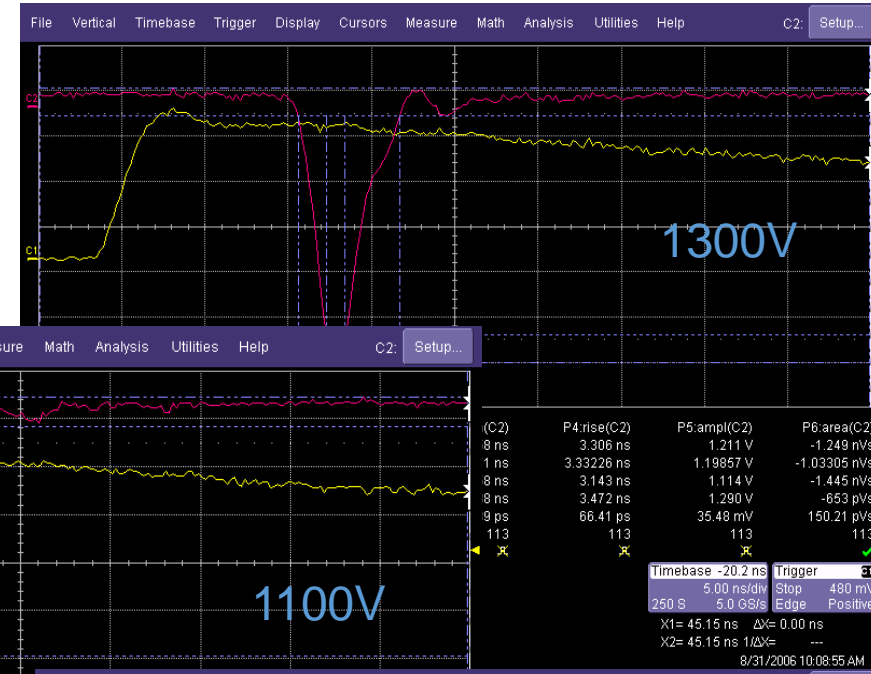 File Vertical Timebase Trigger Display Cursors Measure Math Analysis Utilities Help C2: Setup...
C2
C1
1300V
sure Math Analysis Utilities Help C2: Setup...
1100V
(C2) P4:rise(C2) P5:ampl(C2) P6:area(C2
8 ns 3.306 ns 1.211 V -1.249 nVs
1 ns 3.33226 ns 1.19857 V -1.03305 nVs
8 ns 3.143 ns 1.114 V -1.445 nVs
8 ns 3.472 ns 1.290 V -653 pVs
9 ps 66.41 ps 35.48 mV 150.21 pVs
113 113 113 113
Timebase -20.2 ns Trigger C1
5.00 ns/div Stop 480 mV
250 S 5.0 GS/s Edge Positive
X1= 45.15 ns ΔX= 0.00 ns
X2= 45.15 ns 1/ΔX= ---
8/31/2006 10:08:55 AM